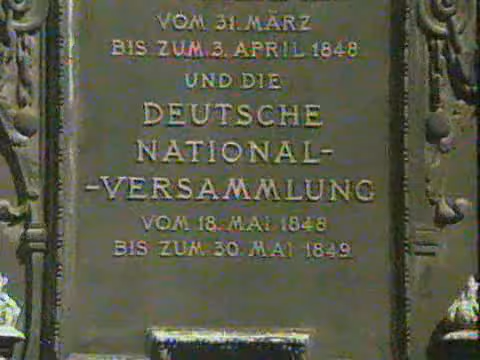 VOM 31. MÄRZ
BIS ZUM 3. APRIL 1848
UND DIE
DEUTSCHE
NATIONAL-
-VERSAMMLUNG
VOM 18. MAI 1848
BIS ZUM 30. MAI 1849